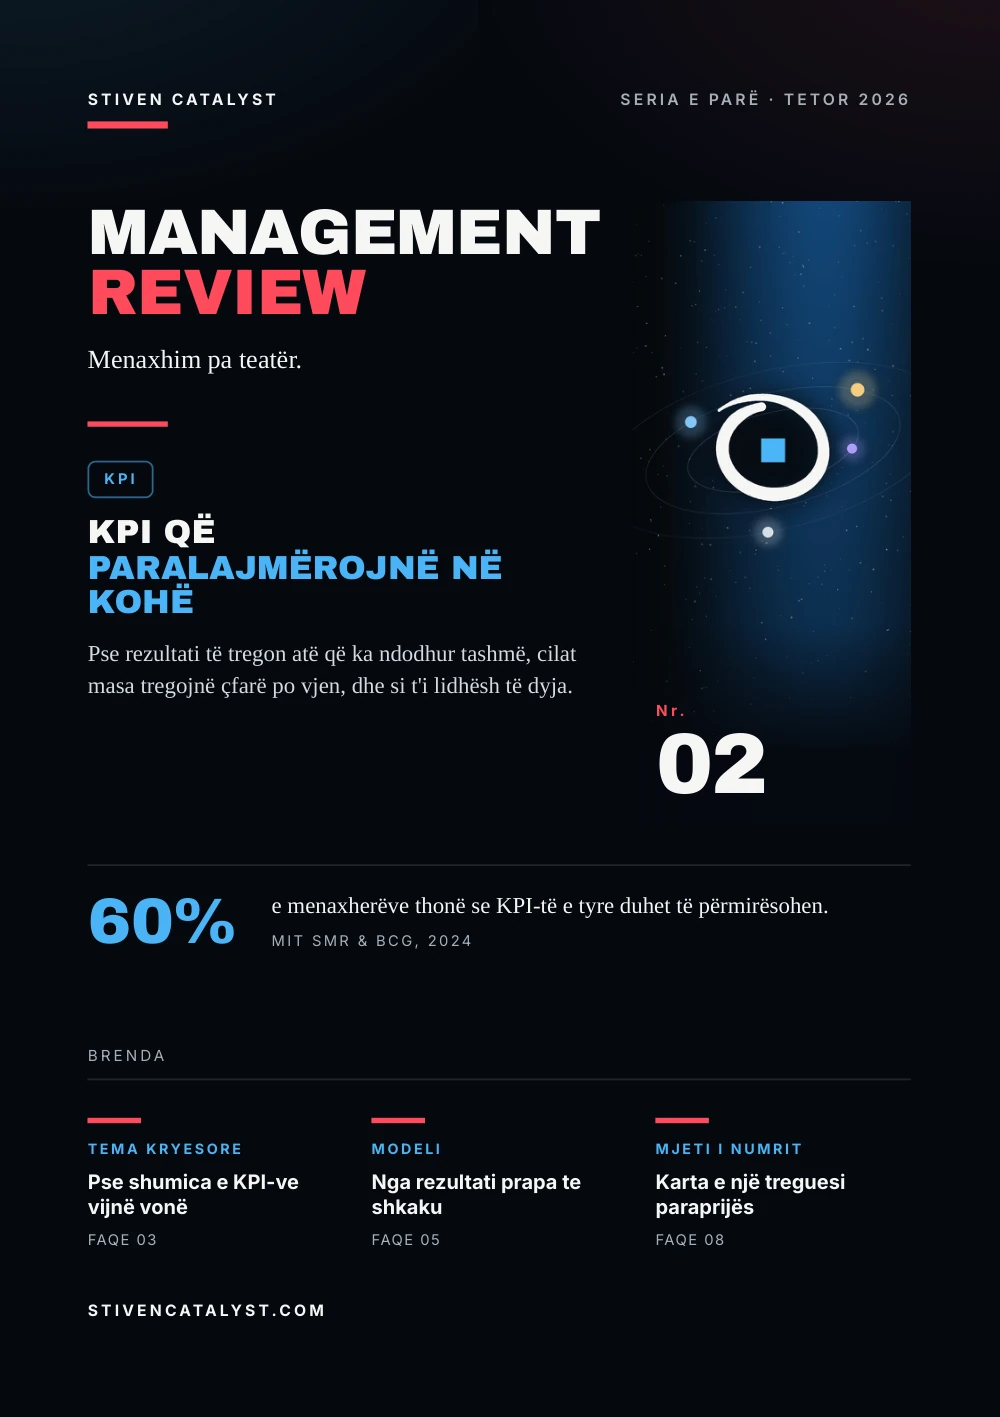 STIVEN CATALYST
SERIA E PARË · TETOR 2026
MANAGEMENT
REVIEW
Menaxhim pa teatër.
KPI
KPI QË
PARALAJMËROJNË NË
KOHË
Pse rezultati të tregon atë që ka ndodhur tashmë, cilat
masa tregojnë çfarë po vjen, dhe si t'i lidhësh të dyja.
Nr.
02
60%
e menaxherëve thonë se KPI-të e tyre duhet të përmirësohen.
MIT SMR & BCG, 2024
BRENDA
TEMA KRYESORE
Pse shumica e KPI-ve
vijnë vonë
FAQE 03
MODELI
Nga rezultati prapa te
shkaku
FAQE 05
MJETI I NUMRIT
Karta e një treguesi
paraprijës
FAQE 08
STIVENCATALYST.COM